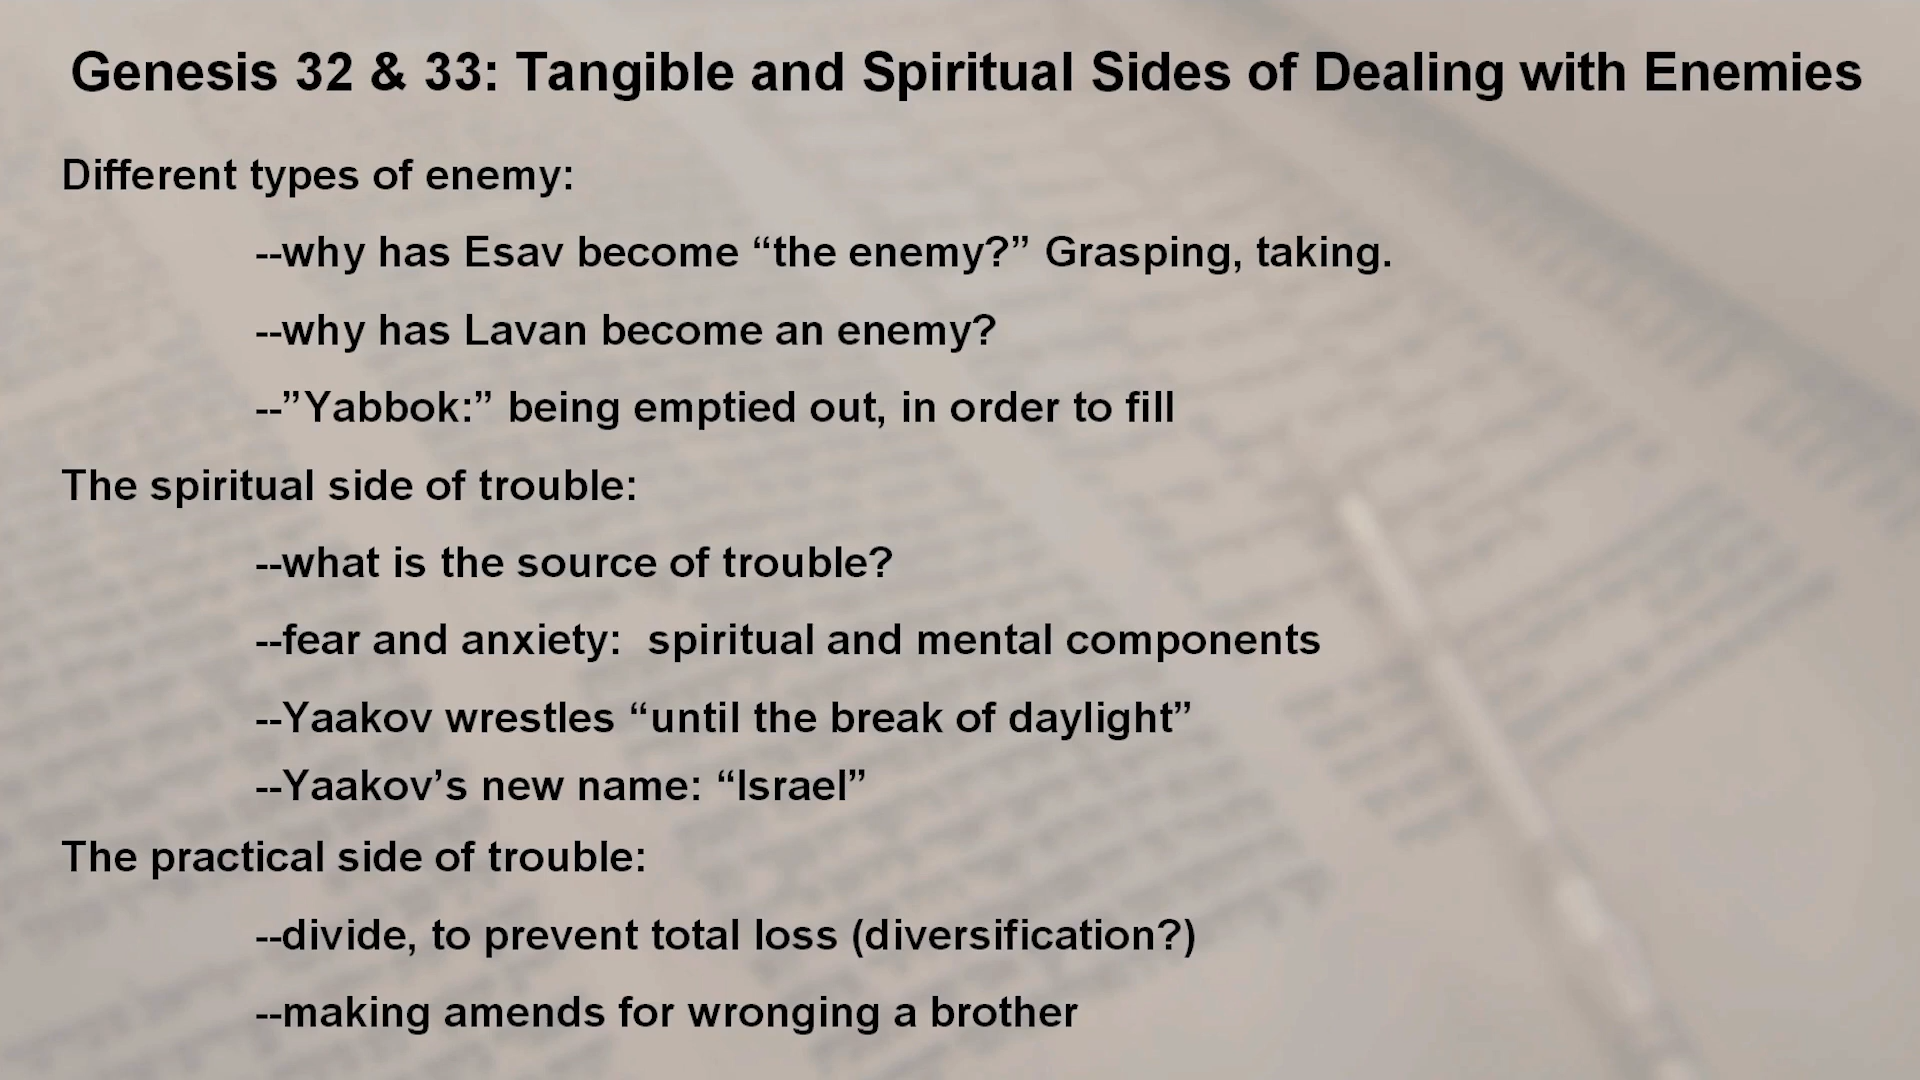 Genesis 32 & 33: Tangible and Spiritual Sides of Dealing with Enemies
Different types of enemy:
--why has Esav become “the enemy?” Grasping, taking.
--why has Lavan become an enemy?
--”Yabbok:” being emptied out, in order to fill
The spiritual side of trouble:
--what is the source of trouble?
--fear and anxiety:  spiritual and mental components
--Yaakov wrestles “until the break of daylight”
--Yaakov’s new name: “Israel”
The practical side of trouble:
--divide, to prevent total loss (diversification?)
--making amends for wronging a brother